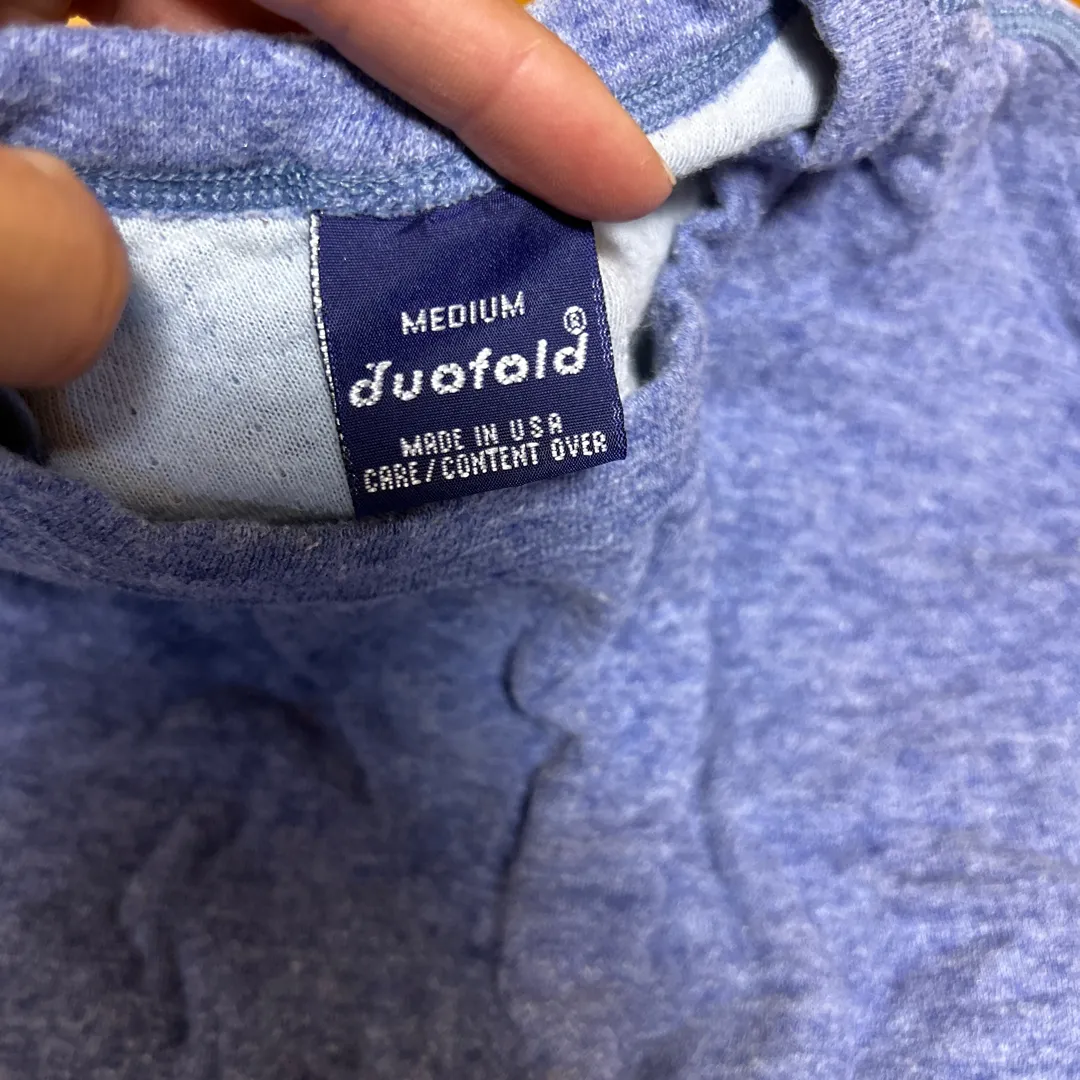 MEDIUM
duofold®
MADE IN USA
CARE/CONTENT OVER